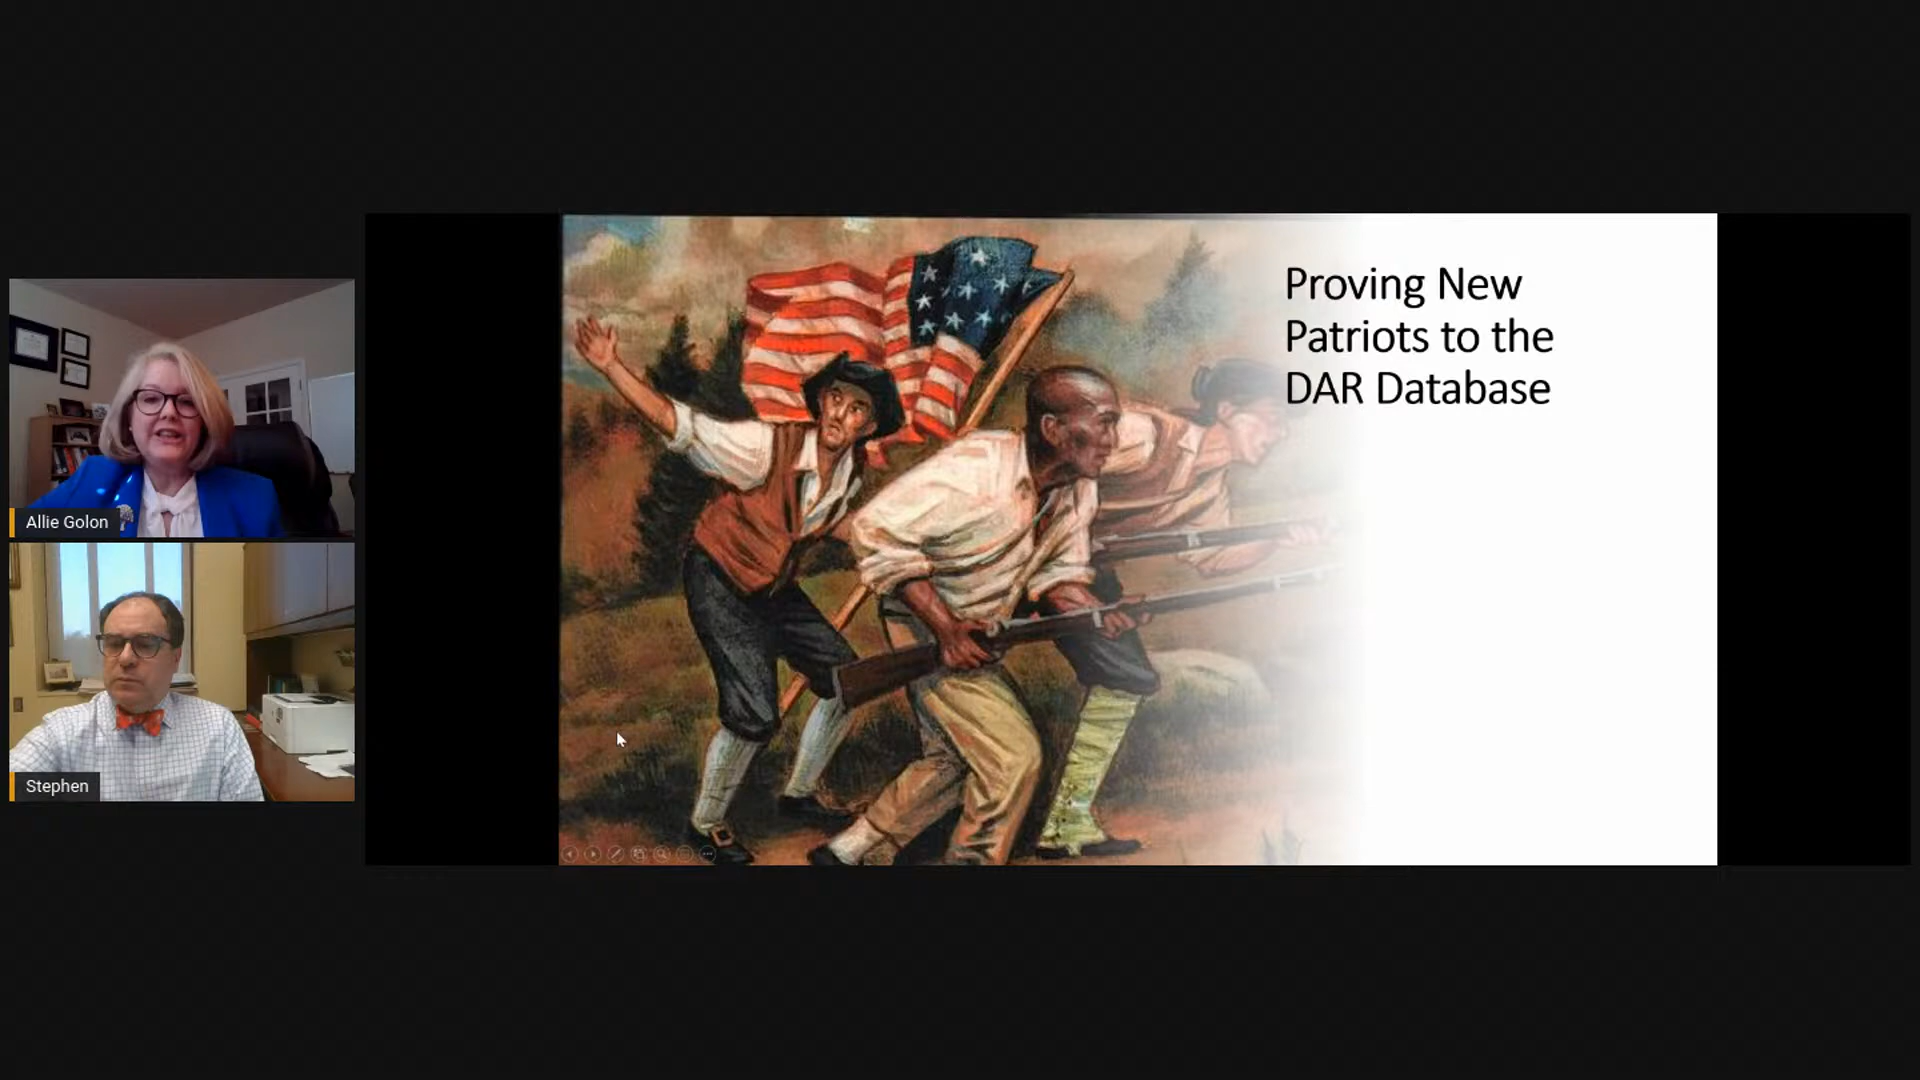 Proving New
Patriots to the
DAR Database
Allie Golon
Stephen